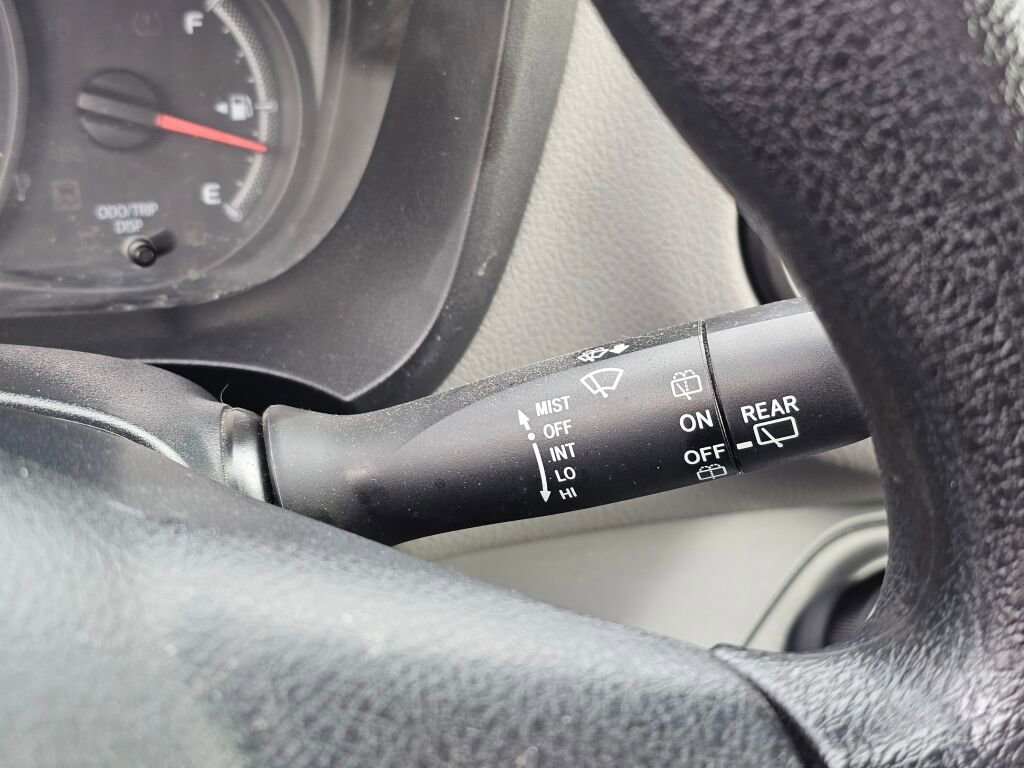 F
E
ODO/TRIP
DISP
MIST
OFF
INT
LO
HI
ON
OFF
REAR